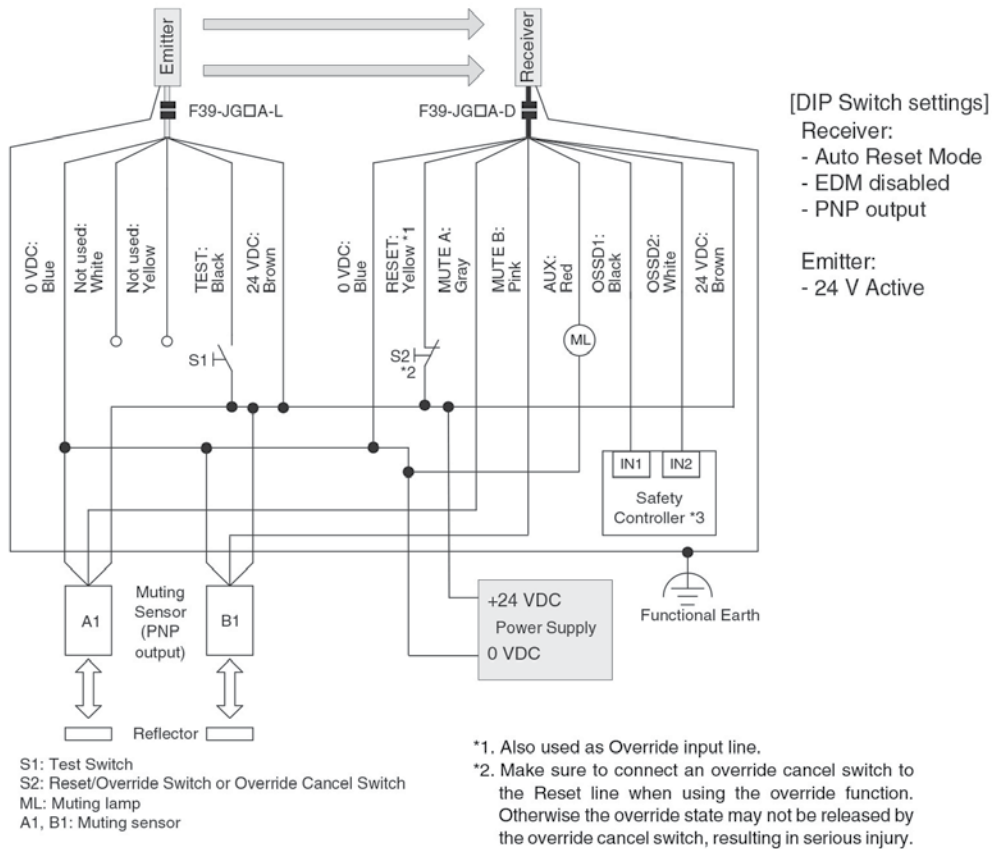 Emitter
Receiver
F39-JG□A-L
F39-JG□A-D
[DIP Switch settings]
Receiver:
- Auto Reset Mode
- EDM disabled
- PNP output
Emitter:
- 24 V Active
0 VDC:
Blue
Not used:
White
Not used:
Yellow
TEST:
Black
24 VDC:
Brown
0 VDC:
Blue
RESET:
Yellow *1
MUTE A:
Gray
MUTE B:
Pink
AUX:
Red
OSSD1:
Black
OSSD2:
White
24 VDC:
Brown
S1
S2
*2
ML
IN1
IN2
Safety
Controller *3
A1
Muting
Sensor
(PNP
output)
B1
+24 VDC
Power Supply
0 VDC
Functional Earth
Reflector
S1: Test Switch
S2: Reset/Override Switch or Override Cancel Switch
ML: Muting lamp
A1, B1: Muting sensor
*1. Also used as Override input line.
*2. Make sure to connect an override cancel switch to
the Reset line when using the override function.
Otherwise the override state may not be released by
the override cancel switch, resulting in serious injury.